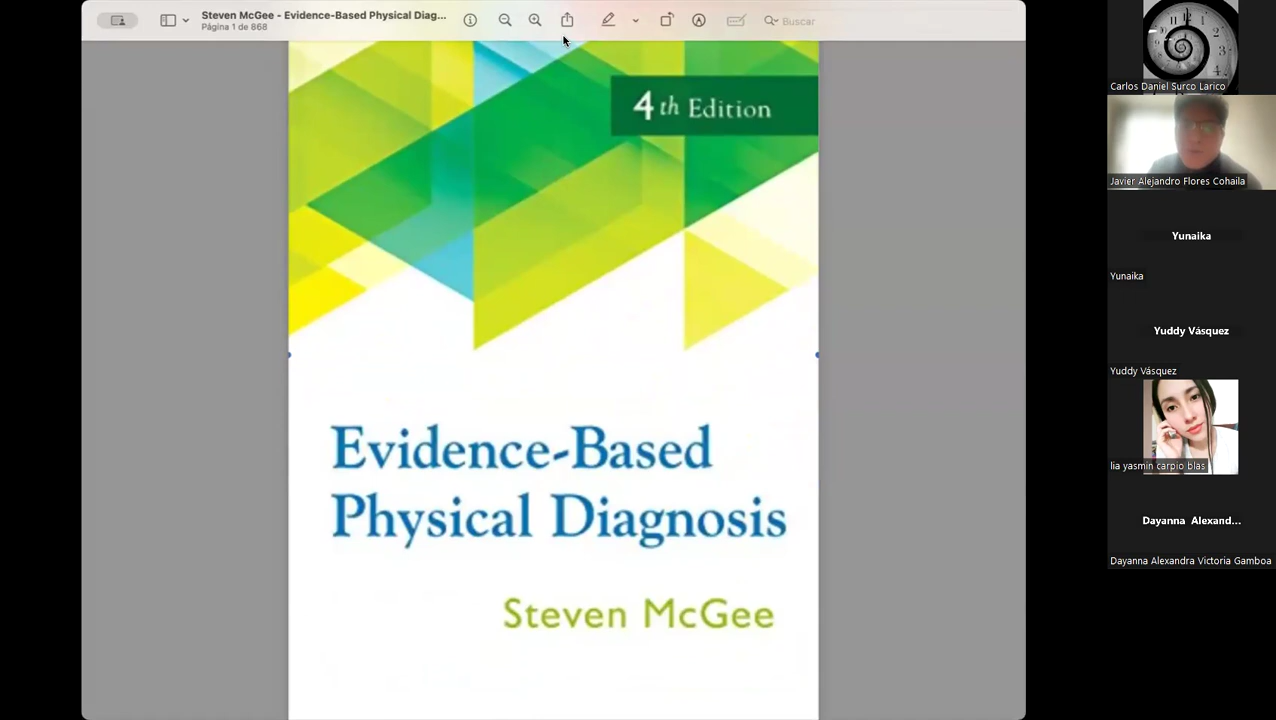 Steven McGee - Evidence-Based Physical Diag...
Página 1 de 868
Buscar
4th Edition
Evidence-Based
Physical Diagnosis
Steven McGee
Carlos Daniel Surco Larico
Javier Alejandro Flores Cohaila
Yunaika
Yunaika
Yuddy Vásquez
Yuddy Vásquez
lia yasmin carpio blas
Dayanna Alexand...
Dayanna Alexandra Victoria Gamboa